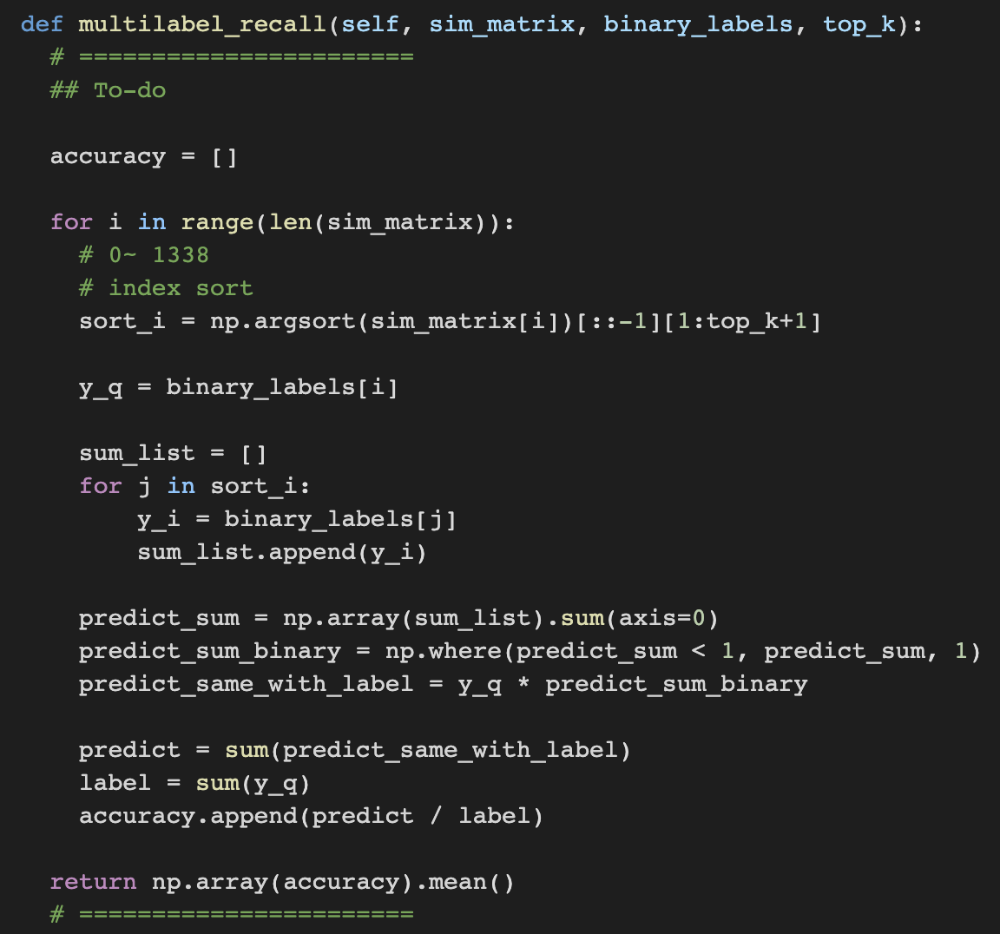 def multilabel_recall(self, sim_matrix, binary_labels, top_k):
# =======================
## To-do
accuracy = []
for i in range(len(sim_matrix)):
# 0~ 1338
# index sort
sort_i = np.argsort(sim_matrix[i])[::-1][1:top_k+1]
y_q = binary_labels[i]
sum_list = []
for j in sort_i:
y_i = binary_labels[j]
sum_list.append(y_i)
predict_sum = np.array(sum_list).sum(axis=0)
predict_sum_binary = np.where(predict_sum < 1, predict_sum, 1)
predict_same_with_label = y_q * predict_sum_binary
predict = sum(predict_same_with_label)
label = sum(y_q)
accuracy.append(predict / label)
return np.array(accuracy).mean()
# =======================